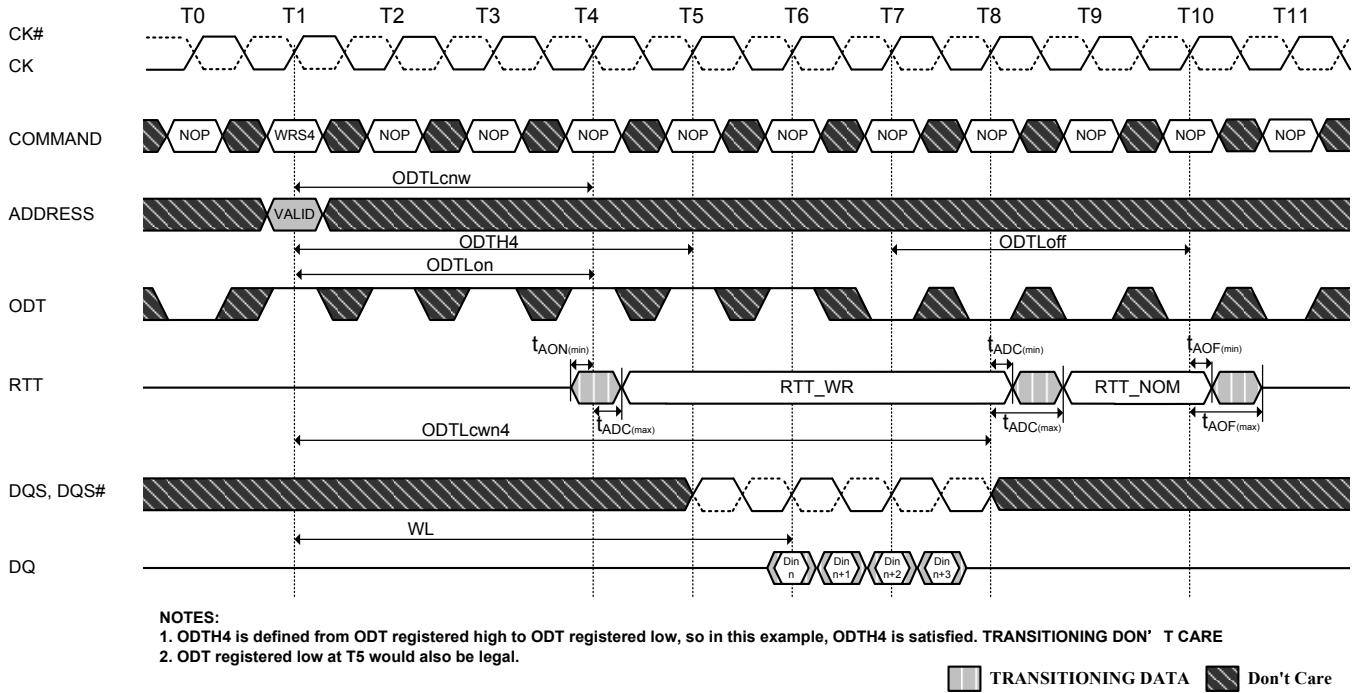 T0 T1 T2 T3 T4 T5 T6 T7 T8 T9 T10 T11
CK#
CK
COMMAND NOP WRS4 NOP NOP NOP NOP NOP NOP NOP NOP NOP NOP
ODTLcnw
ADDRESS VALID
ODTH4 ODTLoff
ODTLon
ODT
tAON(min) tADC(min) tAOF(min)
RTT RTT_WR RTT_NOM
tADC(max) tADC(max) tAOF(max)
ODTLcwn4
DQS, DQS#
WL
DQ Din n Din n+1 Din n+2 Din n+3
NOTES:
1. ODTH4 is defined from ODT registered high to ODT registered low, so in this example, ODTH4 is satisfied. TRANSITIONING DON’ T CARE
2. ODT registered low at T5 would also be legal.
TRANSITIONING DATA Don't Care